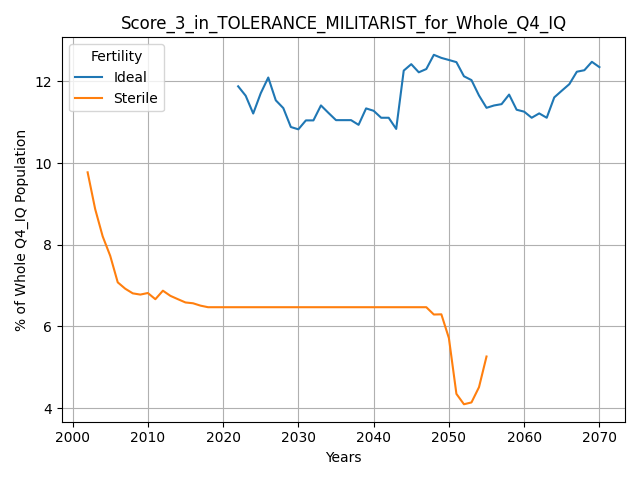 Score_3_in_TOLERANCE_MILITARIST_for_Whole_Q4_IQ
Fertility
Ideal
Sterile
% of Whole Q4_IQ Population
12
10
8
6
4
2000 2010 2020 2030 2040 2050 2060 2070
Years